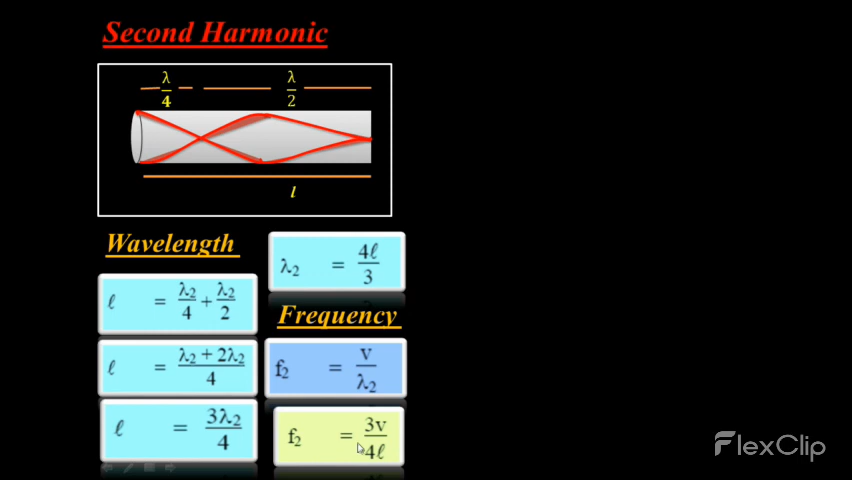 Second Harmonic
λ/4 λ/2
l
Wavelength
ℓ = λ₂/4 + λ₂/2
ℓ = (λ₂ + 2λ₂)/4
ℓ = 3λ₂/4
λ₂ = 4ℓ/3
Frequency
f₂ = v/λ₂
f₂ = 3v/4ℓ
FlexClip